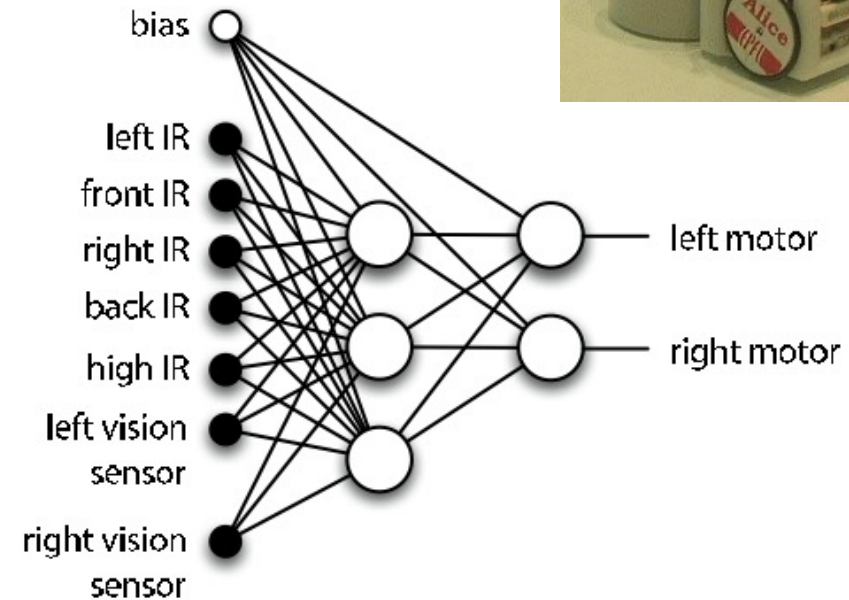 bias
Alice
EPFL
left IR
front IR
right IR
back IR
high IR
left vision
sensor
right vision
sensor
left motor
right motor